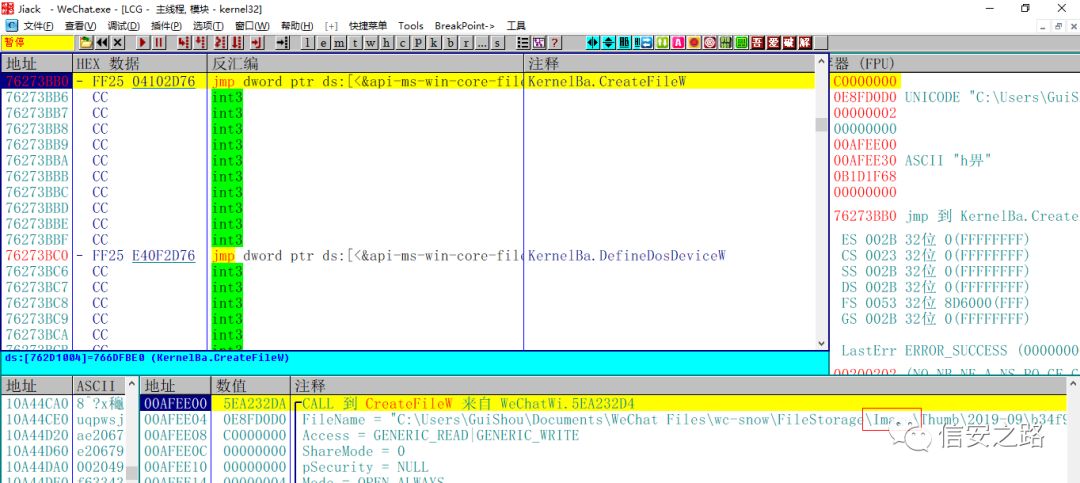 Jiack - WeChat.exe - [LCG - 主线程, 模块 - kernel32]
文件(F) 查看(V) 调试(D) 插件(P) 选项(T) 窗口(W) 帮助(H) [+] 快捷菜单 Tools BreakPoint-> 工具
暂停 l e m t w h c p k b r ... s 吾 爱 破 解
地址 HEX 数据 反汇编 注释
76273BB0 - FF25 04102D76 jmp dword ptr ds:[<&api-ms-win-core-file KernelBa.CreateFileW
76273BB6 CC int3
76273BB7 CC int3
76273BB8 CC int3
76273BB9 CC int3
76273BBA CC int3
76273BBB CC int3
76273BBC CC int3
76273BBD CC int3
76273BBE CC int3
76273BBF CC int3
76273BC0 - FF25 E40F2D76 jmp dword ptr ds:[<&api-ms-win-core-file KernelBa.DefineDosDeviceW
76273BC6 CC int3
76273BC7 CC int3
76273BC8 CC int3
76273BC9 CC int3
76273BCA CC int3
ds:[762D1004]=766DFBE0 (KernelBa.CreateFileW)
器 (FPU)
C0000000
0E8FD0D0 UNICODE "C:\Users\GuiSh
00000002
00000000
00AFEE00
00AFEE30 ASCII "h畀"
0B1D1F68
00000000
76273BB0 jmp 到 KernelBa.Create
ES 002B 32位 0(FFFFFFFF)
CS 0023 32位 0(FFFFFFFF)
SS 002B 32位 0(FFFFFFFF)
DS 002B 32位 0(FFFFFFFF)
FS 0053 32位 8D6000(FFF)
GS 002B 32位 0(FFFFFFFF)
LastErr ERROR_SUCCESS (0000000
地址 ASCII 地址 数值 注释
10A44CA0 00AFEE00 5EA232DA CALL 到 CreateFileW 来自 WeChatWi.5EA232D4
10A44CE0 uqpwsj 00AFEE04 0E8FD0D0 FileName = "C:\Users\GuiShou\Documents\WeChat Files\wc-snow\FileStorage\Image\Thumb\2019-09\b34f9
10A44D20 ae2067 00AFEE08 C0000000 Access = GENERIC_READ|GENERIC_WRITE
10A44D60 e20679 00AFEE0C 00000000 ShareMode = 0
10A44DA0 002049 00AFEE10 00000000 pSecurity = NULL
信安之路